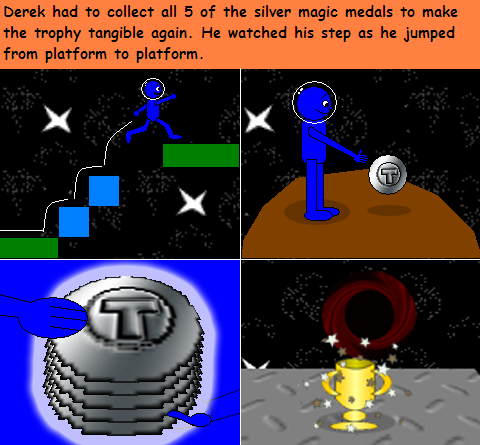 Derek had to collect all 5 of the silver magic medals to make
the trophy tangible again. He watched his step as he jumped
from platform to platform.
T
T